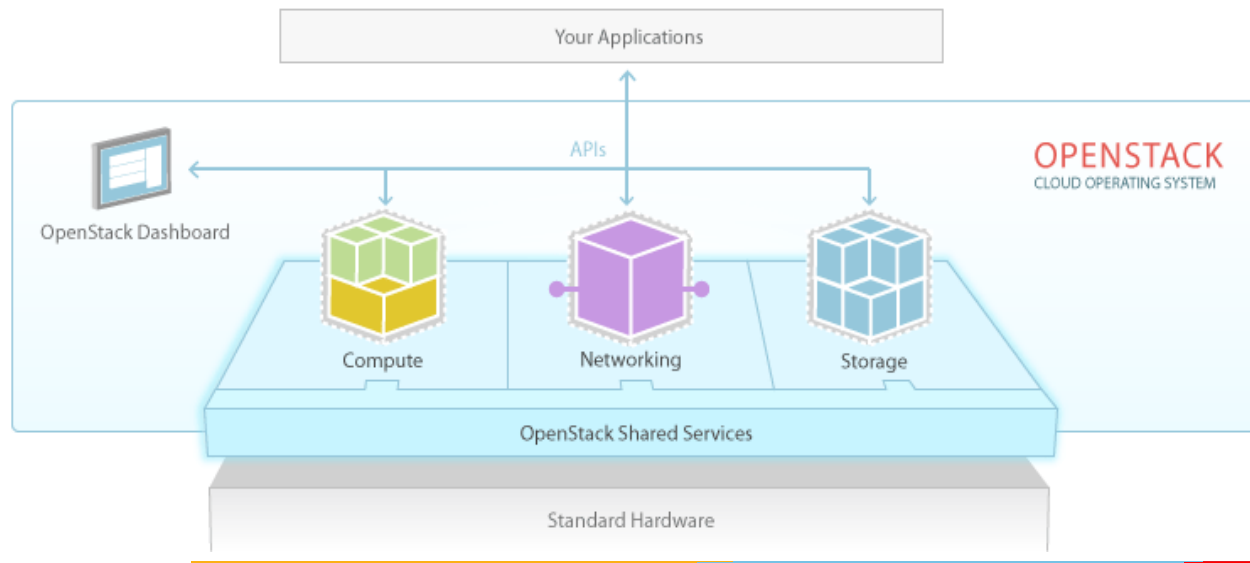 Your Applications
APIs
OPENSTACK
CLOUD OPERATING SYSTEM
OpenStack Dashboard
Compute
Networking
Storage
OpenStack Shared Services
Standard Hardware